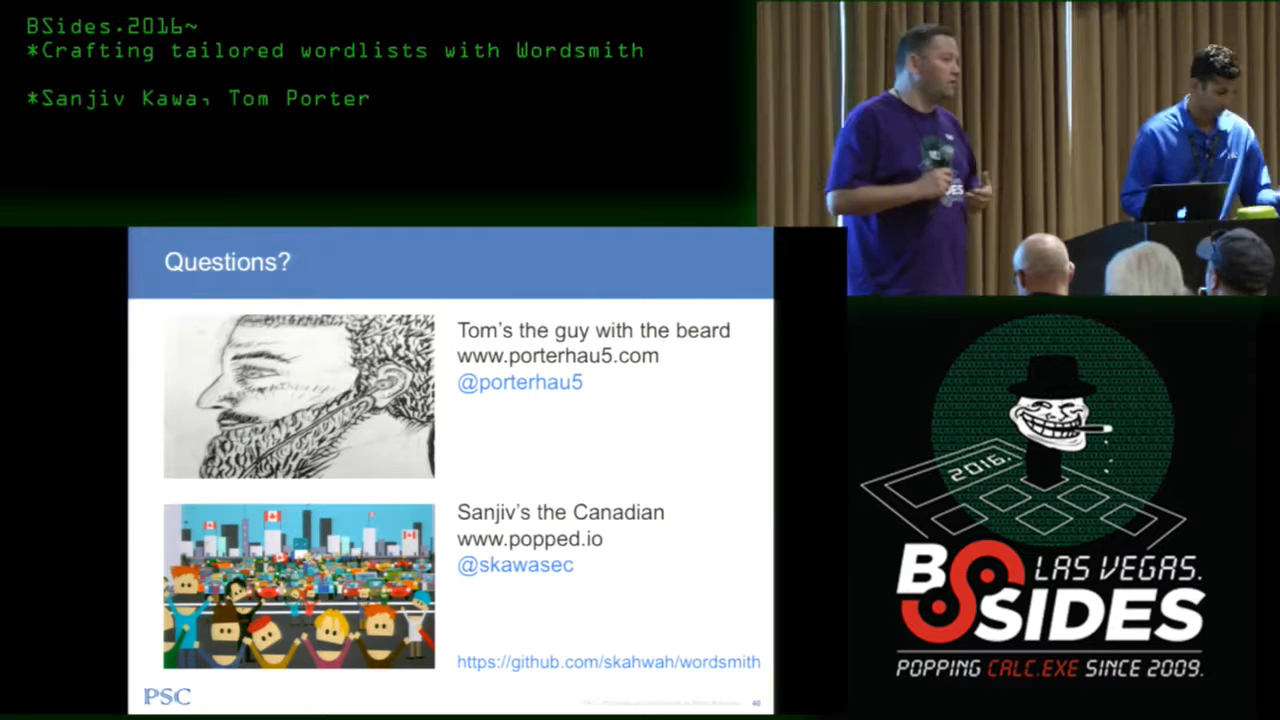 BSides.2016~
*Crafting tailored wordlists with Wordsmith
*Sanjiv Kawa, Tom Porter
Questions?
Tom's the guy with the beard
www.porterhau5.com
@porterhau5
Sanjiv's the Canadian
www.popped.io
@skawasec
https://github.com/skahwah/wordsmith
PSC
40
2016.
BSIDES
LAS VEGAS.
POPPING CALC.EXE SINCE 2009.